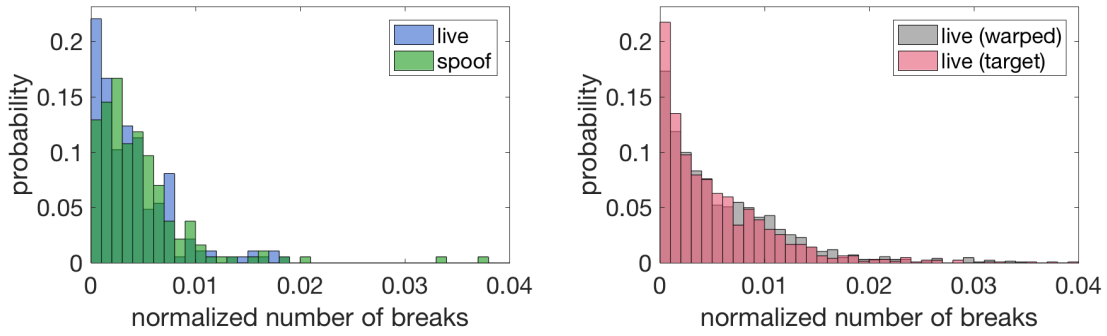 probability
0.2
0.15
0.1
0.05
0
0
0.01
0.02
0.03
0.04
normalized number of breaks
live
spoof
probability
0.2
0.15
0.1
0.05
0
0
0.01
0.02
0.03
0.04
normalized number of breaks
live (warped)
live (target)